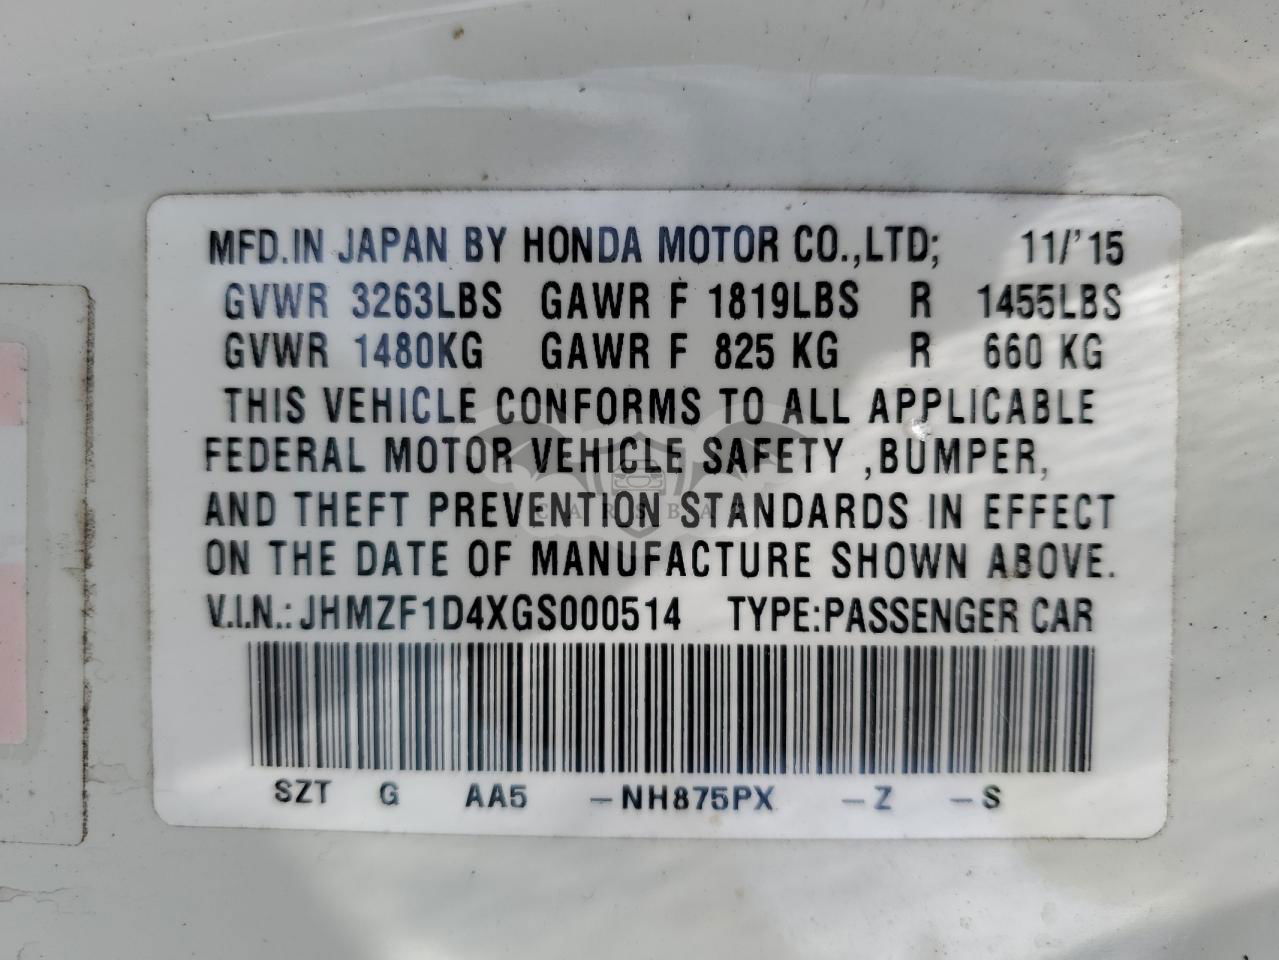 MFD.IN JAPAN BY HONDA MOTOR CO.,LTD; 11/'15
GVWR 3263LBS GAWR F 1819LBS R 1455LBS
GVWR 1480KG GAWR F 825 KG R 660 KG
THIS VEHICLE CONFORMS TO ALL APPLICABLE
FEDERAL MOTOR VEHICLE SAFETY ,BUMPER,
AND THEFT PREVENTION STANDARDS IN EFFECT
ON THE DATE OF MANUFACTURE SHOWN ABOVE.
V.I.N.:JHMZF1D4XGS000514 TYPE:PASSENGER CAR
SZT G AA5 -NH875PX -Z -S